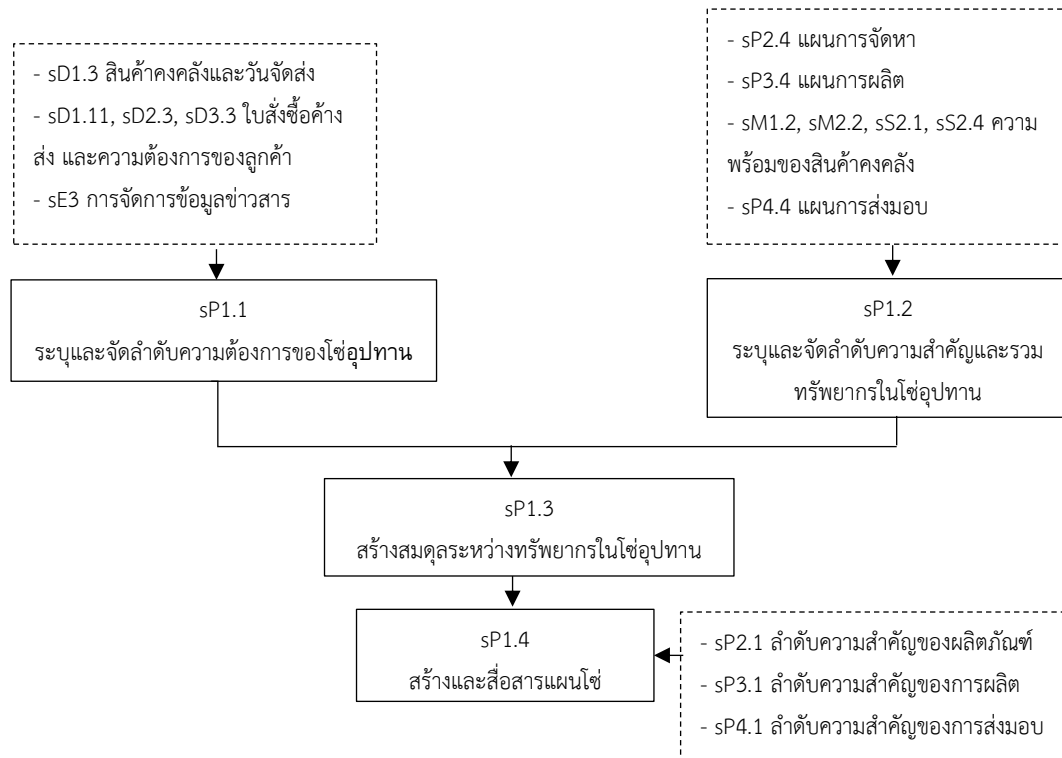 - sD1.3 สินค้าคงคลังและวันจัดส่ง
- sD1.11, sD2.3, sD3.3 ใบสั่งซื้อค้าง
ส่ง และความต้องการของลูกค้า
- sE3 การจัดการข้อมูลข่าวสาร
- sP2.4 แผนการจัดหา
- sP3.4 แผนการผลิต
- sM1.2, sM2.2, sS2.1, sS2.4 ความ
พร้อมของสินค้าคงคลัง
- sP4.4 แผนการส่งมอบ
sP1.1
ระบุและจัดลำดับความต้องการของโซ่อุปทาน
sP1.2
ระบุและจัดลำดับความสำคัญและรวม
ทรัพยากรในโซ่อุปทาน
sP1.3
สร้างสมดุลระหว่างทรัพยากรในโซ่อุปทาน
sP1.4
สร้างและสื่อสารแผนโซ่
- sP2.1 ลำดับความสำคัญของผลิตภัณฑ์
- sP3.1 ลำดับความสำคัญของการผลิต
- sP4.1 ลำดับความสำคัญของการส่งมอบ